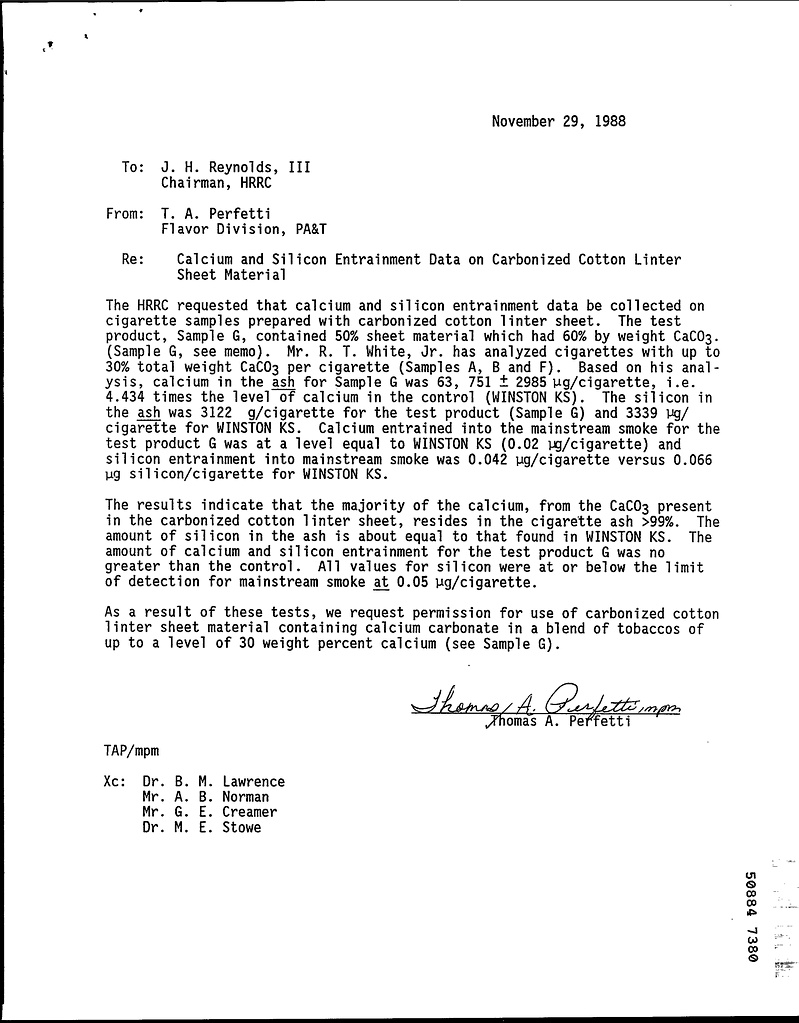 November 29, 1988
To: J. H. Reynolds, III
Chairman, HRRC
From: T. A. Perfetti
Flavor Division, PA&T
Re: Calcium and Silicon Entrainment Data on Carbonized Cotton Linter
Sheet Material
The HRRC requested that calcium and silicon entrainment data be collected on
cigarette samples prepared with carbonized cotton linter sheet. The test
product, Sample G, contained 50% sheet material which had 60% by weight CaCO3.
(Sample G, see memo). Mr. R. T. White, Jr. has analyzed cigarettes with up to
30% total weight CaCO3 per cigarette (Samples A, B and F). Based on his anal-
ysis, calcium in the ash for Sample G was 63, 751 ± 2985 µg/cigarette, i.e.
4.434 times the level of calcium in the control (WINSTON KS). The silicon in
the ash was 3122 g/cigarette for the test product (Sample G) and 3339 µg/
cigarette for WINSTON KS. Calcium entrained into the mainstream smoke for the
test product G was at a level equal to WINSTON KS (0.02 µg/cigarette) and
silicon entrainment into mainstream smoke was 0.042 µg/cigarette versus 0.066
µg silicon/cigarette for WINSTON KS.
The results indicate that the majority of the calcium, from the CaCO3 present
in the carbonized cotton linter sheet, resides in the cigarette ash >99%. The
amount of silicon in the ash is about equal to that found in WINSTON KS. The
amount of calcium and silicon entrainment for the test product G was no
greater than the control. All values for silicon were at or below the limit
of detection for mainstream smoke at 0.05 µg/cigarette.
As a result of these tests, we request permission for use of carbonized cotton
linter sheet material containing calcium carbonate in a blend of tobaccos of
up to a level of 30 weight percent calcium (see Sample G).
Thomas A. Perfetti, mpm
Thomas A. Perfetti
TAP/mpm
Xc: Dr. B. M. Lawrence
Mr. A. B. Norman
Mr. G. E. Creamer
Dr. M. E. Stowe
50884 7380